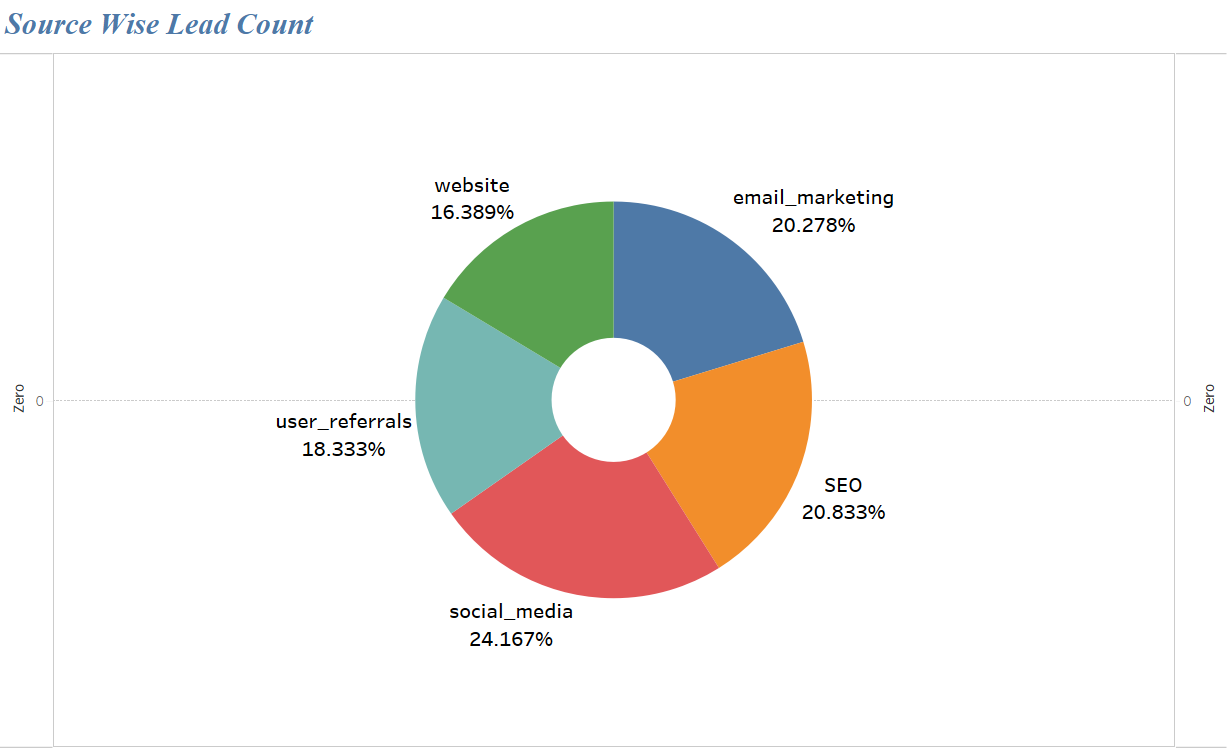 Source Wise Lead Count
website
16.389%
email_marketing
20.278%
Zero
0
0
Zero
user_referrals
18.333%
SEO
20.833%
social_media
24.167%